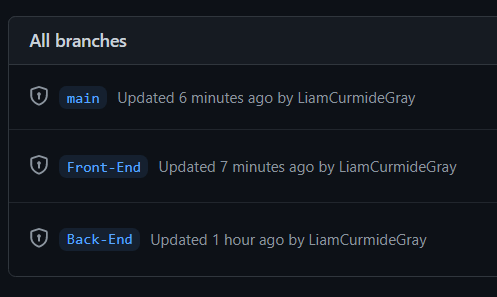 All branches
main Updated 6 minutes ago by LiamCurmideGray
Front-End Updated 7 minutes ago by LiamCurmideGray
Back-End Updated 1 hour ago by LiamCurmideGray